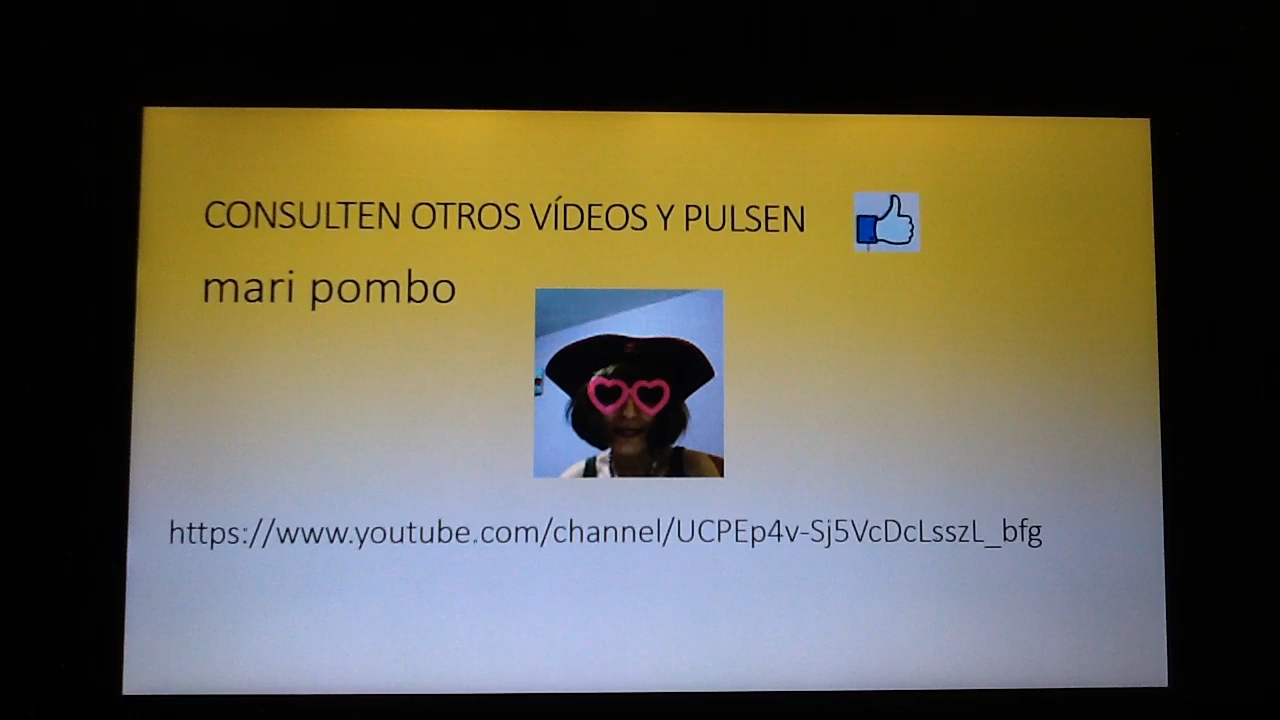 CONSULTEN OTROS VÍDEOS Y PULSEN
mari pombo
https://www.youtube.com/channel/UCPEp4v-Sj5VcDcLsszL_bfg